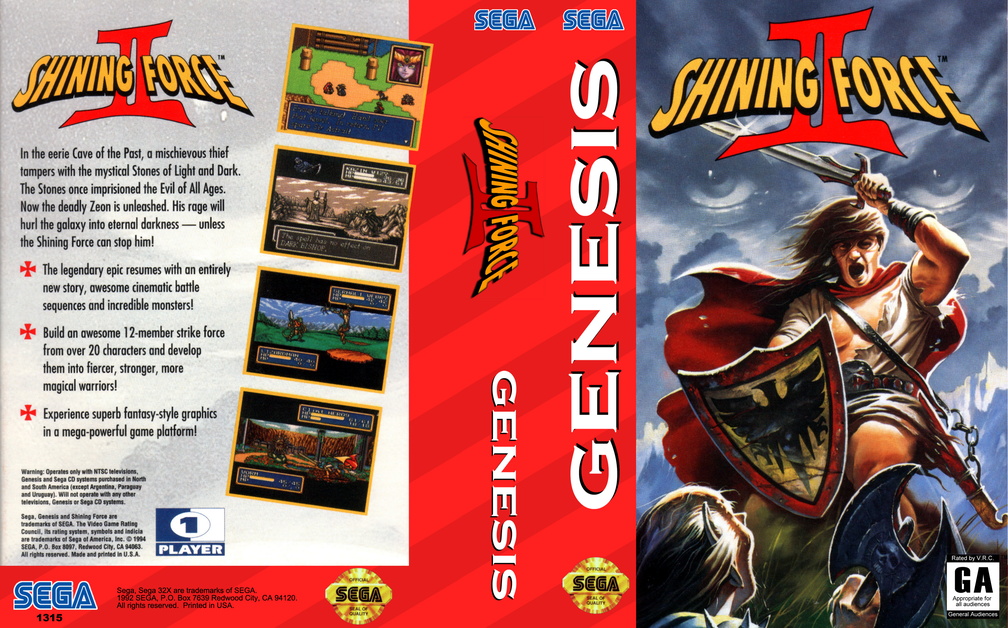 SHINING FORCE II™
In the eerie Cave of the Past, a mischievous thief
tampers with the mystical Stones of Light and Dark.
The Stones once imprisioned the Evil of All Ages.
Now the deadly Zeon is unleashed. His rage will
hurl the galaxy into eternal darkness — unless
the Shining Force can stop him!
The legendary epic resumes with an entirely
new story, awesome cinematic battle
sequences and incredible monsters!
Build an awesome 12-member strike force
from over 20 characters and develop
them into fiercer, stronger, more
magical warriors!
Experience superb fantasy-style graphics
in a mega-powerful game platform!
Warning: Operates only with NTSC televisions,
Genesis and Sega CD systems purchased in North
and South America (except Argentina, Paraguay
and Uruguay). Will not operate with any other
televisions, Genesis or Sega CD systems.
Sega, Genesis and Shining Force are
trademarks of SEGA. The Video Game Rating
Council, its rating system, symbols and indicia
are trademarks of Sega of America, Inc. © 1994
SEGA, P.O. Box 8097, Redwood City, CA 94063.
All rights reserved. Made and printed in U.S.A.
1
PLAYER
The spell has no effect on
DARK BISHOP
SEGA
1315
Sega, Sega 32X are trademarks of SEGA.
1992 SEGA, P.O. Box 7639 Redwood City, CA 94120.
All rights reserved. Printed in USA.
OFFICIAL
SEGA
SEAL OF
QUALITY
SEGA
SHINING FORCE II
GENESIS
SEGA
GENESIS
OFFICIAL
SEGA
SEAL OF
QUALITY
SHINING FORCE II™
Rated by V.R.C.
GA
Appropriate for
all audiences
General Audiences